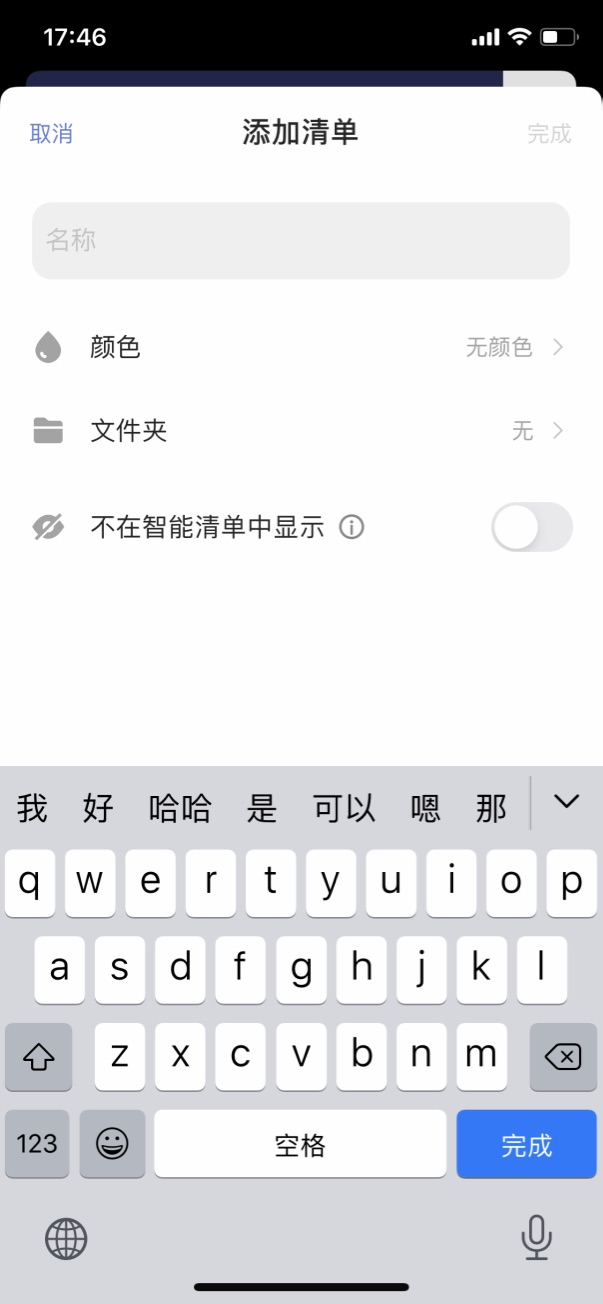 17:46
取消 添加清单 完成
名称
颜色 无颜色
文件夹 无
不在智能清单中显示
我 好 哈哈 是 可以 嗯 那
q w e r t y u i o p
a s d f g h j k l
z x c v b n m
123 空格 完成